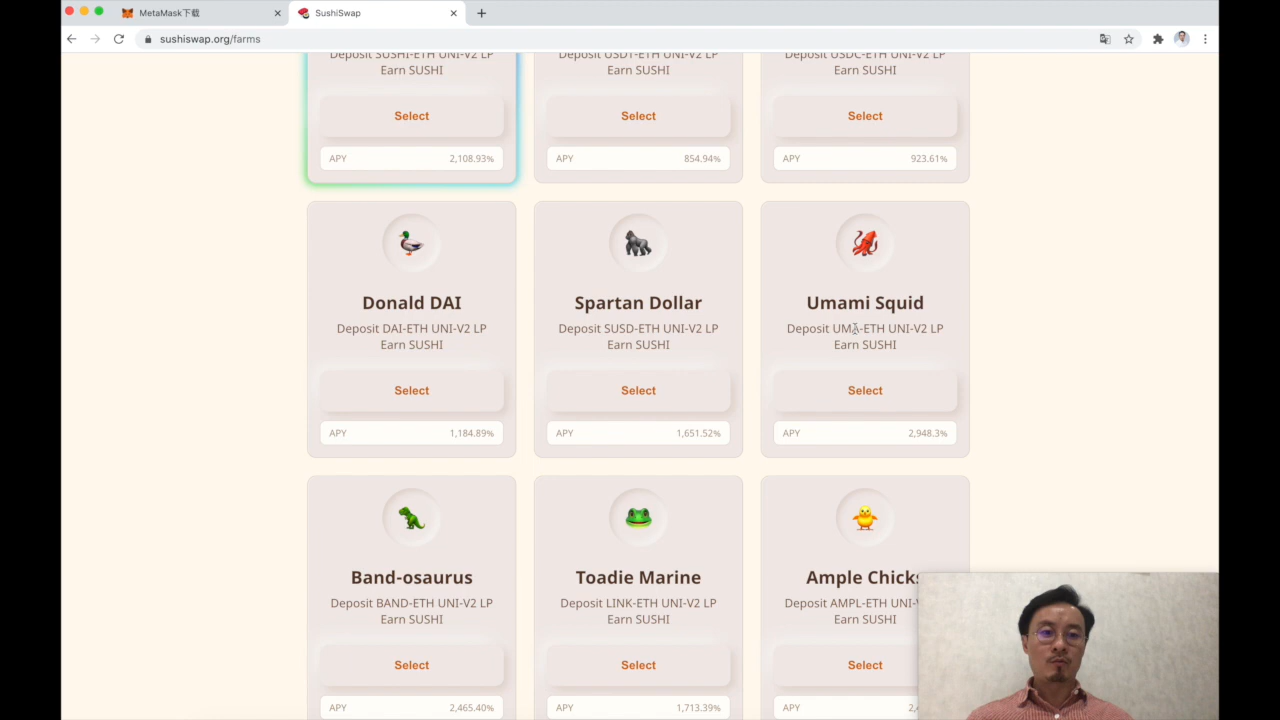 MetaMask下载
SushiSwap
sushiswap.org/farms
Deposit SUSHI-ETH UNI-V2 LP
Earn SUSHI
Select
APY 2,108.93%
Deposit USDT-ETH UNI-V2 LP
Earn SUSHI
Select
APY 854.94%
Deposit USDC-ETH UNI-V2 LP
Earn SUSHI
Select
APY 923.61%
Donald DAI
Deposit DAI-ETH UNI-V2 LP
Earn SUSHI
Select
APY 1,184.89%
Spartan Dollar
Deposit SUSD-ETH UNI-V2 LP
Earn SUSHI
Select
APY 1,651.52%
Umami Squid
Deposit UMA-ETH UNI-V2 LP
Earn SUSHI
Select
APY 2,948.3%
Band-osaurus
Deposit BAND-ETH UNI-V2 LP
Earn SUSHI
Select
APY 2,465.40%
Toadie Marine
Deposit LINK-ETH UNI-V2 LP
Earn SUSHI
Select
APY 1,713.39%
Ample Chicks
Deposit AMPL-ETH
Earn SUSHI
Select
APY